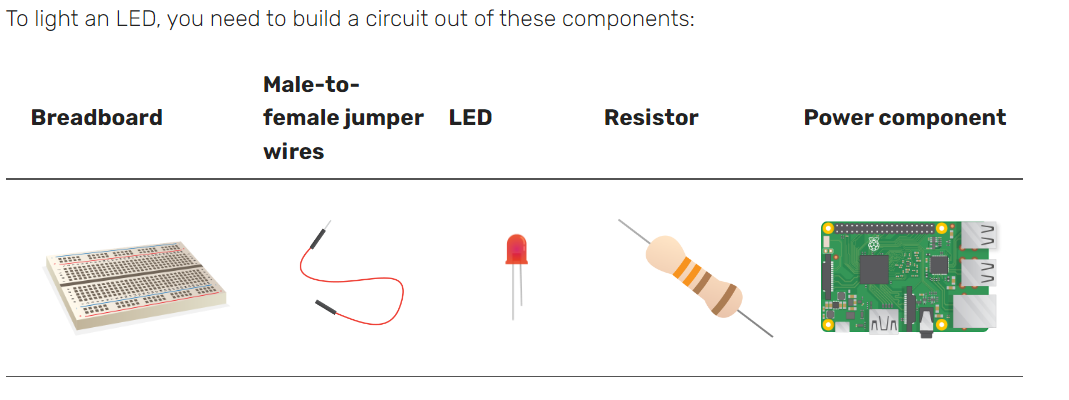 To light an LED, you need to build a circuit out of these components:
Male-to-
Breadboard female jumper LED Resistor Power component
wires